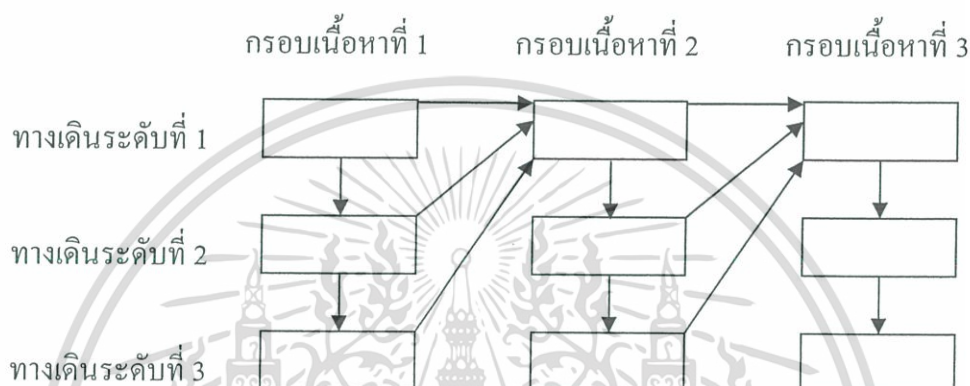 กรอบเนื้อหาที่ 1 กรอบเนื้อหาที่ 2 กรอบเนื้อหาที่ 3
ทางเดินระดับที่ 1
ทางเดินระดับที่ 2
ทางเดินระดับที่ 3